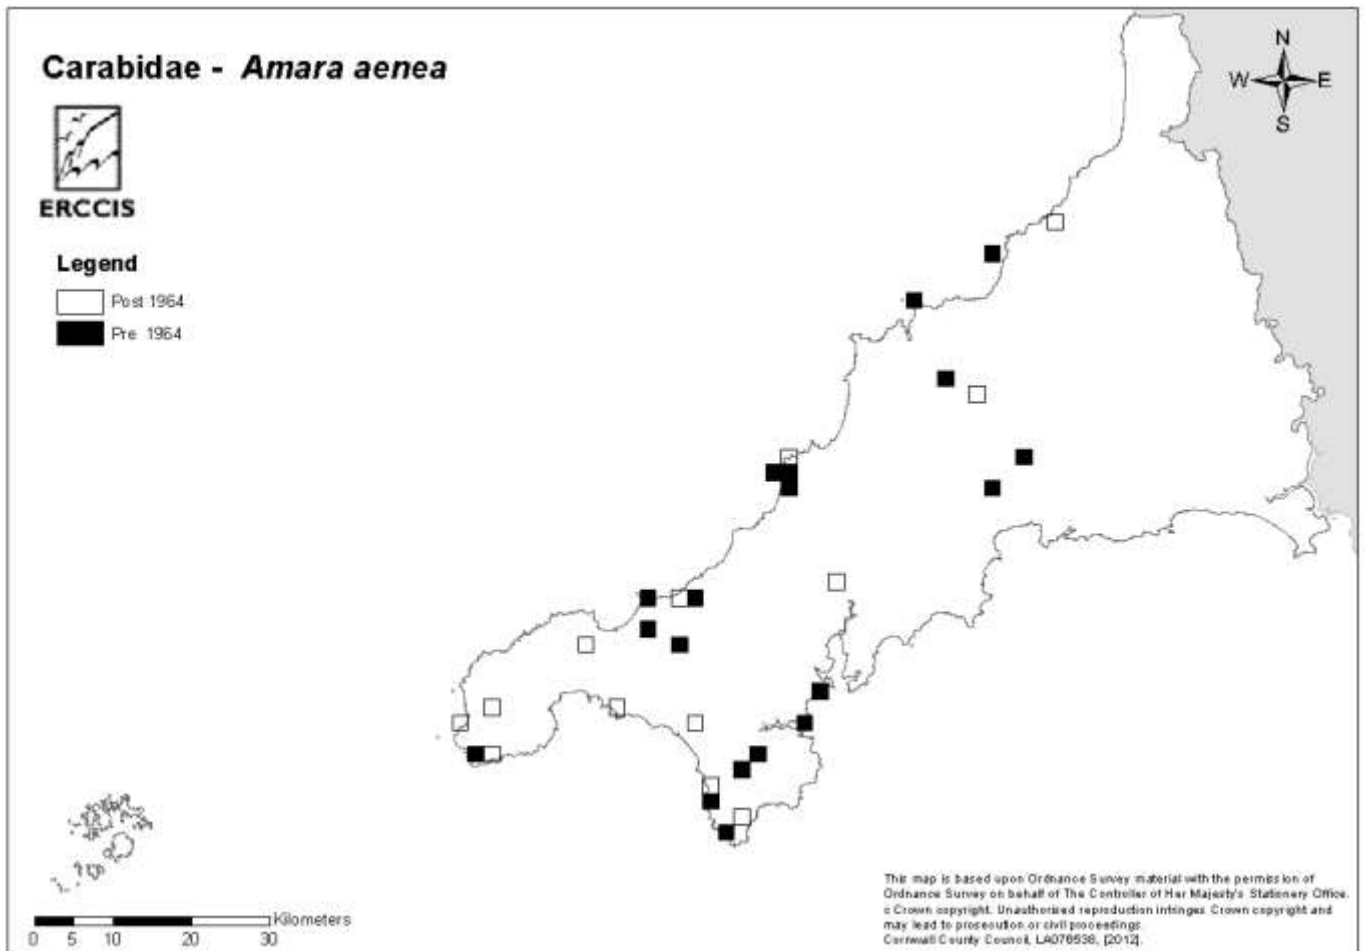 Carabidae - Amara aenea
N
W E
S
ERCCIS
Legend
Post 1964
Pre 1964
Kilometers
0 5 10 20 30
This map is based upon Ordnance Survey material with the permission of
Ordnance Survey on behalf of The Controller of Her Majesty's Stationery Office.
c Crown copyright. Unauthorised reproduction infringes Crown copyright and
may lead to prosecution or civil proceedings.
Cornwall County Council, LA076538, [2012].